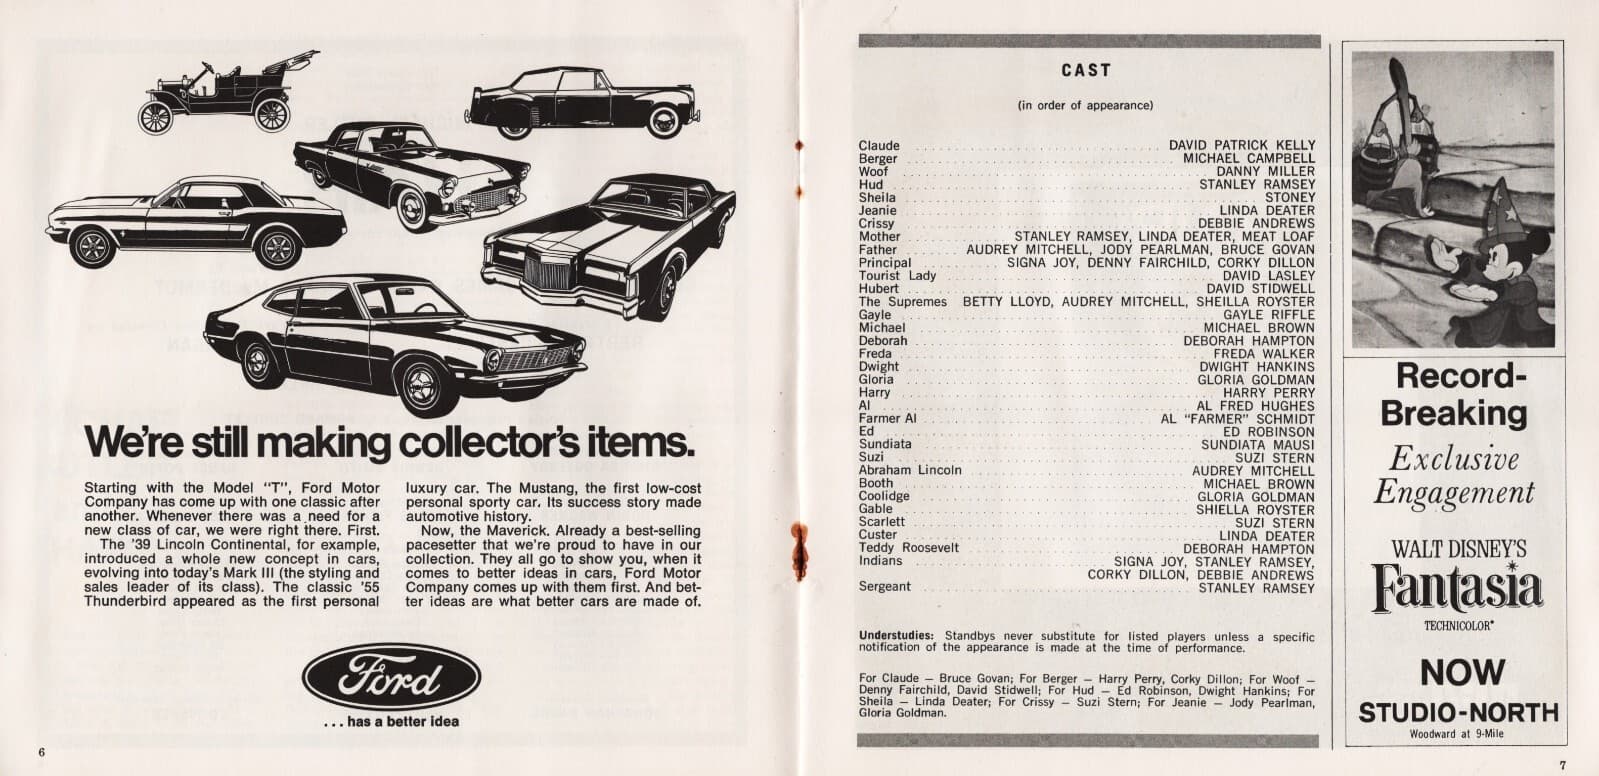 We're still making collector's items.
Starting with the Model "T", Ford Motor
Company has come up with one classic after
another. Whenever there was a need for a
new class of car, we were right there. First.
The '39 Lincoln Continental, for example,
introduced a whole new concept in cars,
evolving into today's Mark III (the styling and
sales leader of its class). The classic '55
Thunderbird appeared as the first personal
luxury car. The Mustang, the first low-cost
personal sporty car. Its success story made
automotive history.
Now, the Maverick. Already a best-selling
pacesetter that we're proud to have in our
collection. They all go to show you, when it
comes to better ideas in cars, Ford Motor
Company comes up with them first. And bet-
ter ideas are what better cars are made of.
Ford
...has a better idea
6
CAST
(in order of appearance)
Claude DAVID PATRICK KELLY
Berger MICHAEL CAMPBELL
Woof DANNY MILLER
Hud STANLEY RAMSEY
Sheila STONEY
Jeanie LINDA DEATER
Crissy DEBBIE ANDREWS
Mother STANLEY RAMSEY, LINDA DEATER, MEAT LOAF
Father AUDREY MITCHELL, JODY PEARLMAN, BRUCE GOVAN
Principal SIGNA JOY, DENNY FAIRCHILD, CORKY DILLON
Tourist Lady DAVID LASLEY
Hubert DAVID STIDWELL
The Supremes BETTY LLOYD, AUDREY MITCHELL, SHEILLA ROYSTER
Gayle GAYLE RIFFLE
Michael MICHAEL BROWN
Deborah DEBORAH HAMPTON
Freda FREDA WALKER
Dwight DWIGHT HANKINS
Gloria GLORIA GOLDMAN
Harry HARRY PERRY
Al AL FRED HUGHES
Farmer Al AL "FARMER" SCHMIDT
Ed ED ROBINSON
Sundiata SUNDIATA MAUSI
Suzi SUZI STERN
Abraham Lincoln AUDREY MITCHELL
Booth MICHAEL BROWN
Coolidge GLORIA GOLDMAN
Gable SHIELLA ROYSTER
Scarlett SUZI STERN
Custer LINDA DEATER
Teddy Roosevelt DEBORAH HAMPTON
Indians SIGNA JOY, STANLEY RAMSEY,
CORKY DILLON, DEBBIE ANDREWS
Sergeant STANLEY RAMSEY
Understudies: Standbys never substitute for listed players unless a specific
notification of the appearance is made at the time of performance.
For Claude — Bruce Govan; For Berger — Harry Perry, Corky Dillon; For Woof —
Denny Fairchild, David Stidwell; For Hud — Ed Robinson, Dwight Hankins; For
Sheila — Linda Deater; For Crissy — Suzi Stern; For Jeanie — Jody Pearlman,
Gloria Goldman.
Record-
Breaking
Exclusive
Engagement
WALT DISNEY'S
Fantasia
TECHNICOLOR®
NOW
STUDIO-NORTH
Woodward at 9-Mile
7